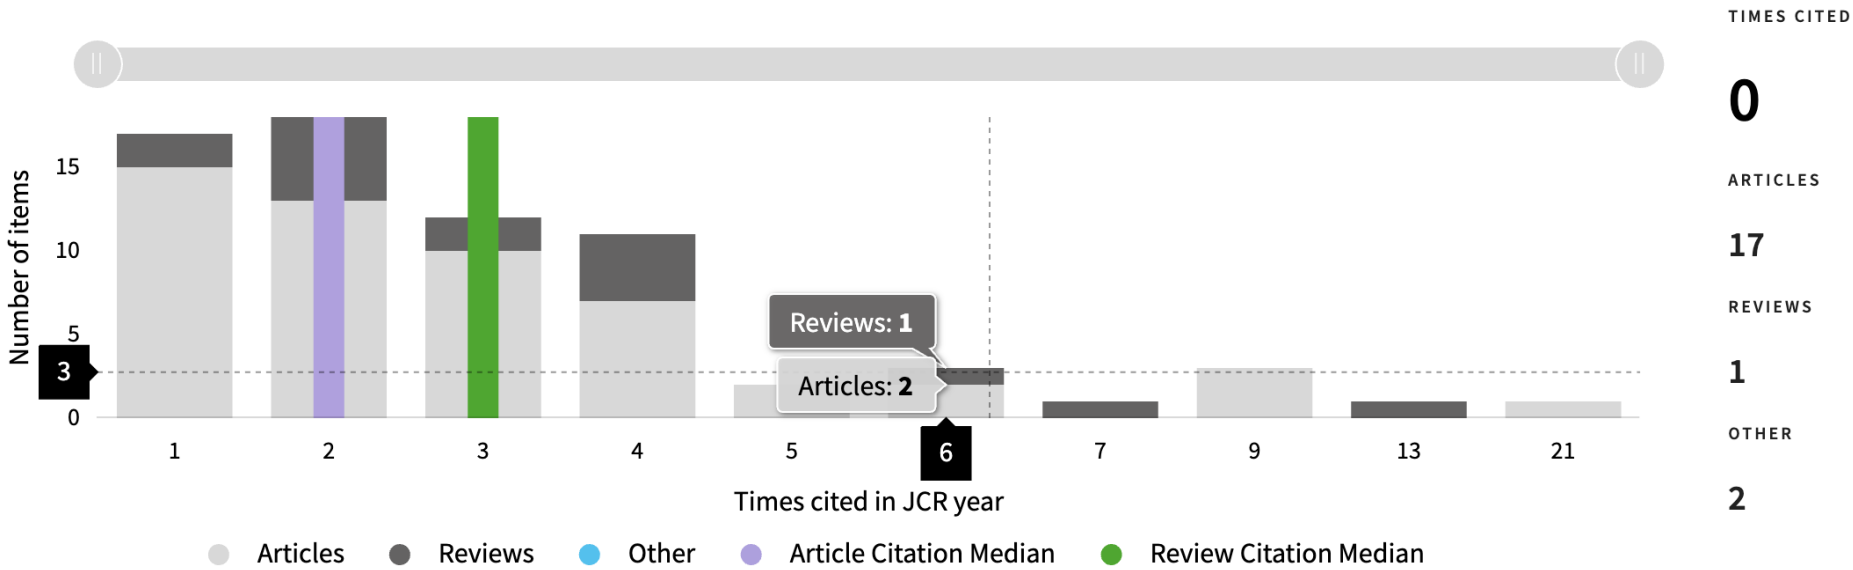 TIMES CITED
0
ARTICLES
17
REVIEWS
1
OTHER
2
Number of items
15
10
5
3
0
Reviews: 1
Articles: 2
1 2 3 4 5 6 7 9 13 21
Times cited in JCR year
Articles Reviews Other Article Citation Median Review Citation Median